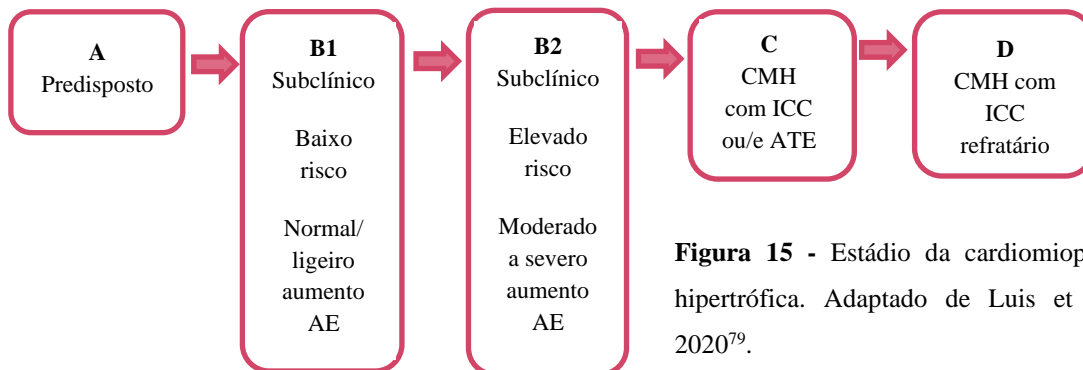 A
Predisposto
B1
Subclínico
Baixo
risco
Normal/
ligeiro
aumento
AE
B2
Subclínico
Elevado
risco
Moderado
a severo
aumento
AE
C
CMH
com ICC
ou/e ATE
D
CMH com
ICC
refratário
Figura 15 - Estádio da cardiomiop
hipertrófica. Adaptado de Luis et
2020⁷⁹.